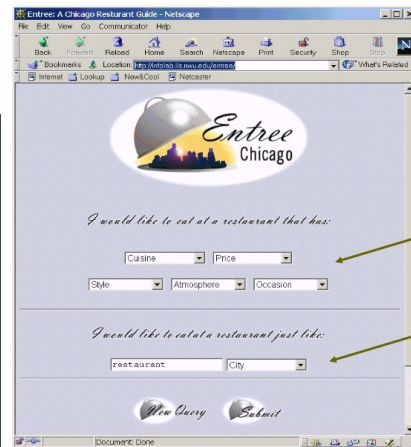 Entree: A Chicago Resturant Guide - Netscape
File Edit View Go Communicator Help
Back Forward Reload Home Search Netscape Print Security Shop Stop
Bookmarks Location: http://infolab.ils.nwu.edu/entree/ What's Related
Internet Lookup New&Cool Netcaster
Entree
Chicago
I would like to eat at a restaurant that has:
Cuisine Price
Style Atmosphere Occasion
I would like to eat at a restaurant just like:
restaurant City
New Query Submit
Document: Done